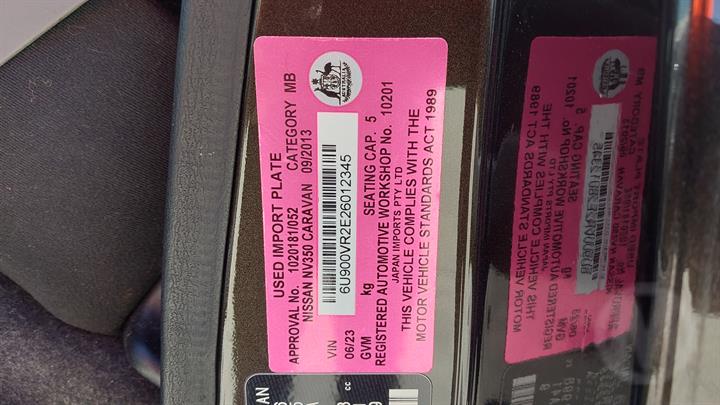 USED IMPORT PLATE
APPROVAL No. 1020181/052 CATEGORY MB
NISSAN NV350 CARAVAN 09/2013
VIN 6U900VR2E26012345
06/23
GVM kg SEATING CAP. 5
REGISTERED AUTOMOTIVE WORKSHOP No. 10201
JAPAN IMPORTS PTY LTD
THIS VEHICLE COMPLIES WITH THE
MOTOR VEHICLE STANDARDS ACT 1989
AUSTRALIA